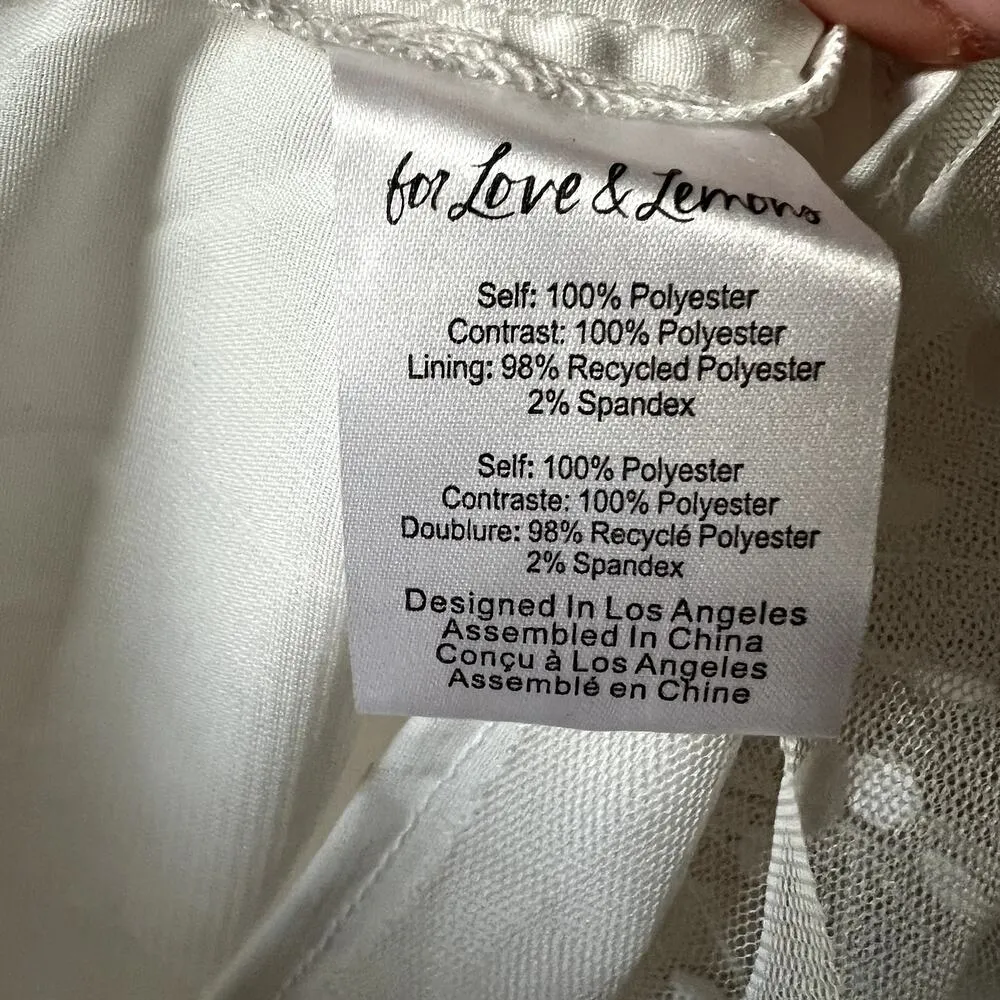 for Love & Lemons
Self: 100% Polyester
Contrast: 100% Polyester
Lining: 98% Recycled Polyester
2% Spandex
Self: 100% Polyester
Contraste: 100% Polyester
Doublure: 98% Recyclé Polyester
2% Spandex
Designed In Los Angeles
Assembled In China
Conçu à Los Angeles
Assemblé en Chine